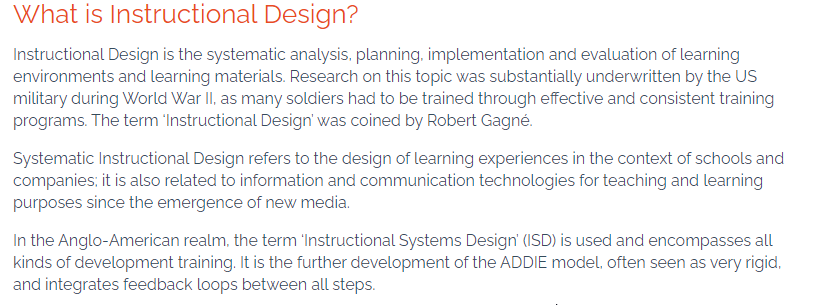 What is Instructional Design?
Instructional Design is the systematic analysis, planning, implementation and evaluation of learning
environments and learning materials. Research on this topic was substantially underwritten by the US
military during World War II, as many soldiers had to be trained through effective and consistent training
programs. The term ‘Instructional Design’ was coined by Robert Gagné.
Systematic Instructional Design refers to the design of learning experiences in the context of schools and
companies; it is also related to information and communication technologies for teaching and learning
purposes since the emergence of new media.
In the Anglo-American realm, the term ‘Instructional Systems Design’ (ISD) is used and encompasses all
kinds of development training. It is the further development of the ADDIE model, often seen as very rigid,
and integrates feedback loops between all steps.